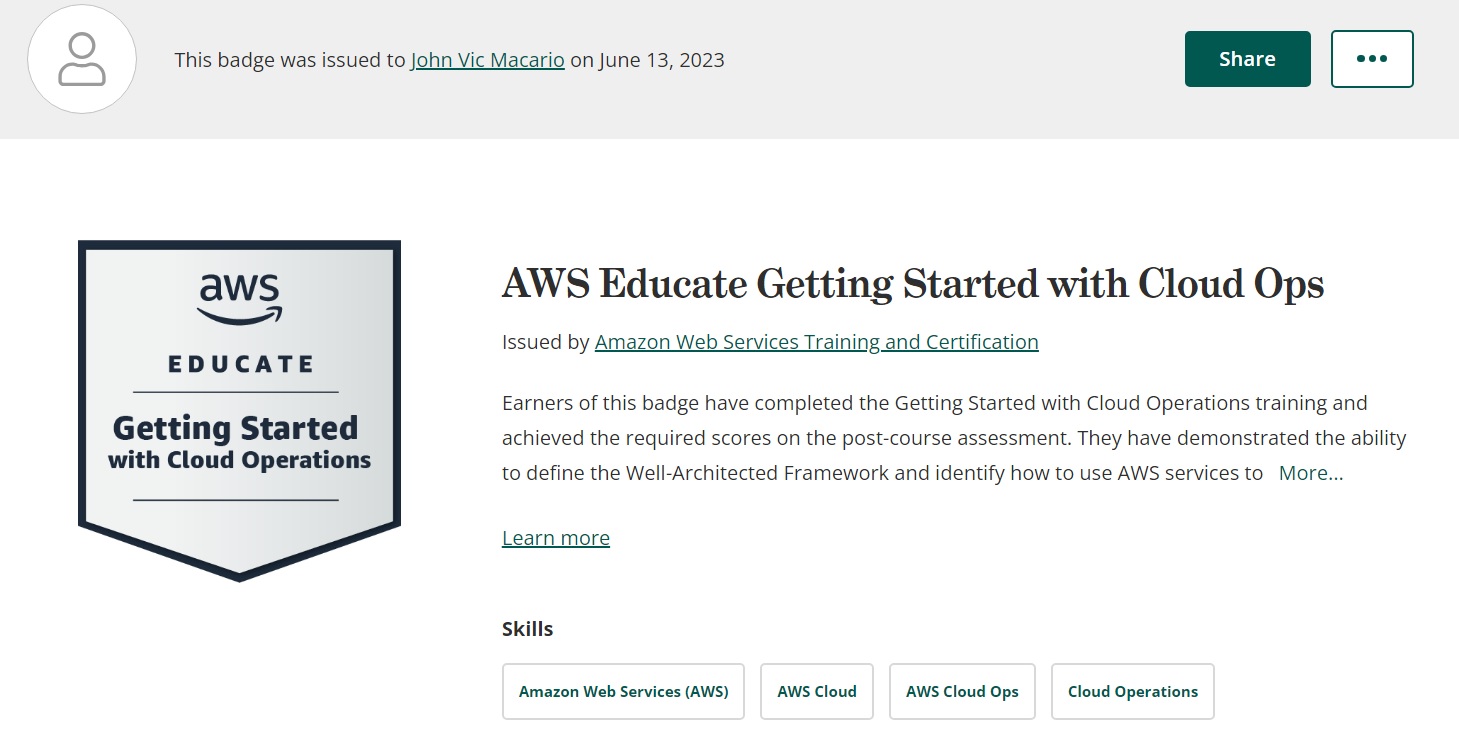 This badge was issued to John Vic Macario on June 13, 2023
Share
aws
EDUCATE
Getting Started
with Cloud Operations
AWS Educate Getting Started with Cloud Ops
Issued by Amazon Web Services Training and Certification
Earners of this badge have completed the Getting Started with Cloud Operations training and
achieved the required scores on the post-course assessment. They have demonstrated the ability
to define the Well-Architected Framework and identify how to use AWS services to More...
Learn more
Skills
Amazon Web Services (AWS) AWS Cloud AWS Cloud Ops Cloud Operations